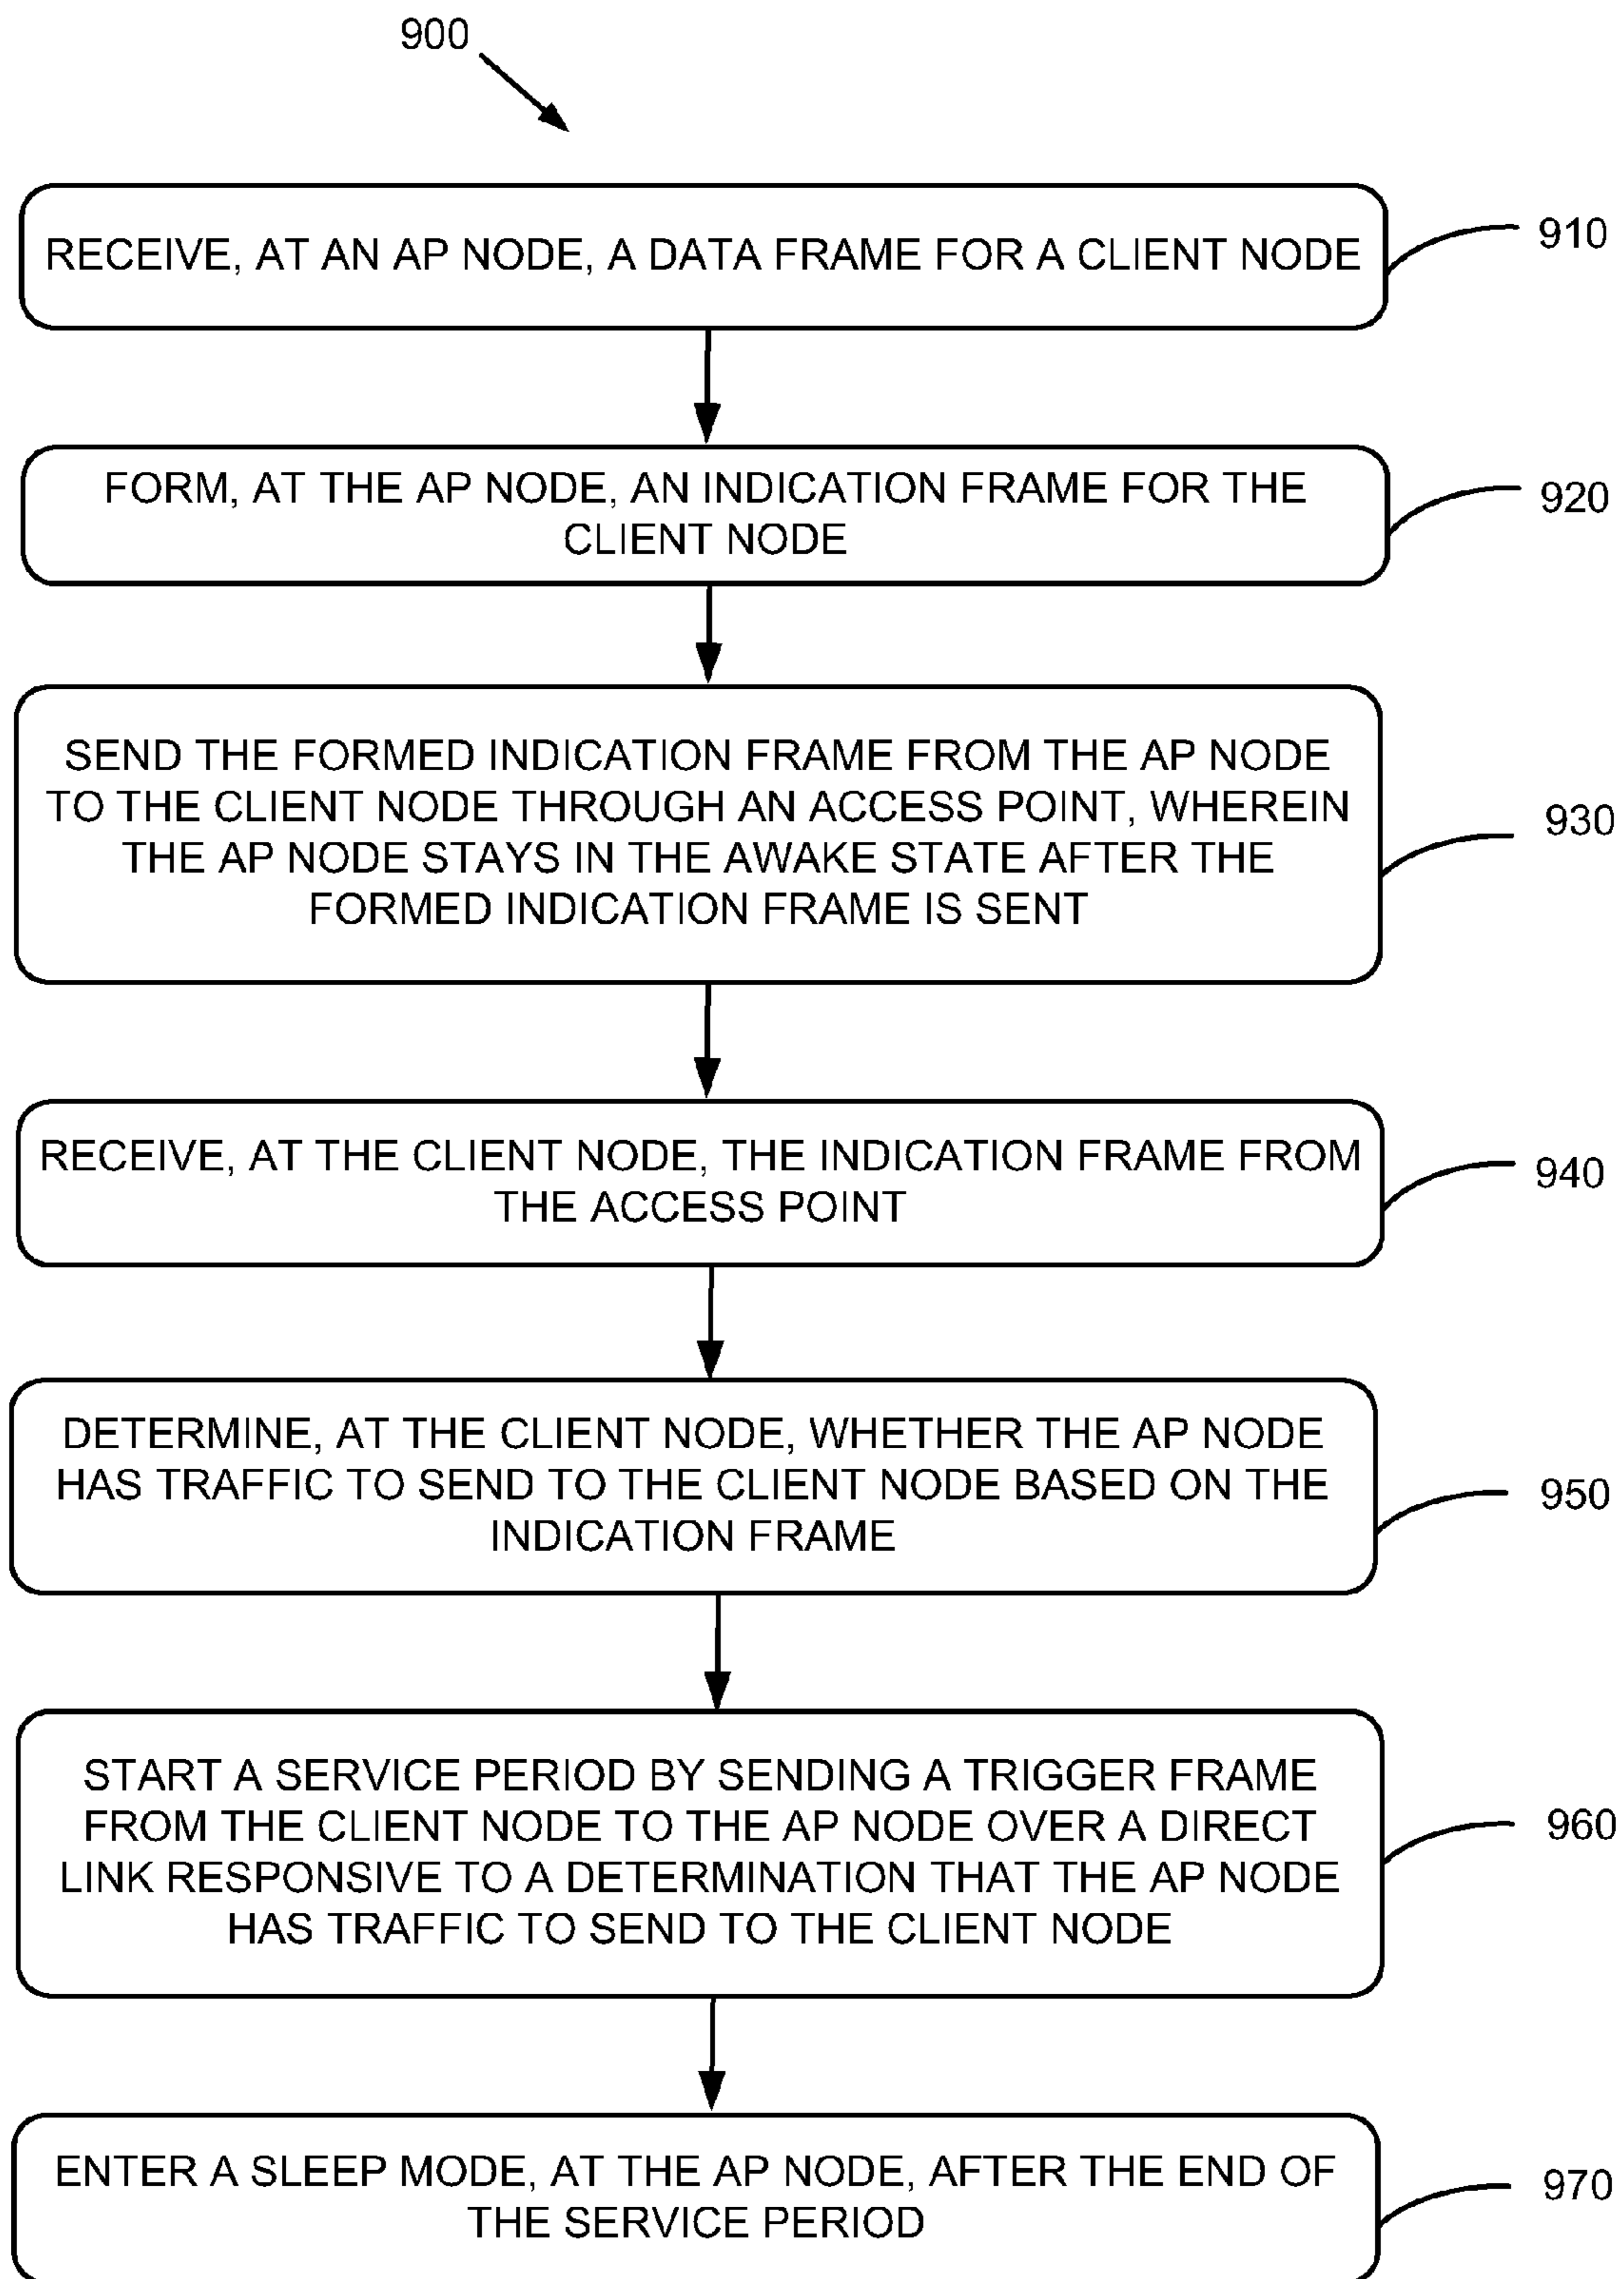 900
RECEIVE, AT AN AP NODE, A DATA FRAME FOR A CLIENT NODE
910
FORM, AT THE AP NODE, AN INDICATION FRAME FOR THE
CLIENT NODE
920
SEND THE FORMED INDICATION FRAME FROM THE AP NODE
TO THE CLIENT NODE THROUGH AN ACCESS POINT, WHEREIN
THE AP NODE STAYS IN THE AWAKE STATE AFTER THE
FORMED INDICATION FRAME IS SENT
930
RECEIVE, AT THE CLIENT NODE, THE INDICATION FRAME FROM
THE ACCESS POINT
940
DETERMINE, AT THE CLIENT NODE, WHETHER THE AP NODE
HAS TRAFFIC TO SEND TO THE CLIENT NODE BASED ON THE
INDICATION FRAME
950
START A SERVICE PERIOD BY SENDING A TRIGGER FRAME
FROM THE CLIENT NODE TO THE AP NODE OVER A DIRECT
LINK RESPONSIVE TO A DETERMINATION THAT THE AP NODE
HAS TRAFFIC TO SEND TO THE CLIENT NODE
960
ENTER A SLEEP MODE, AT THE AP NODE, AFTER THE END OF
THE SERVICE PERIOD
970